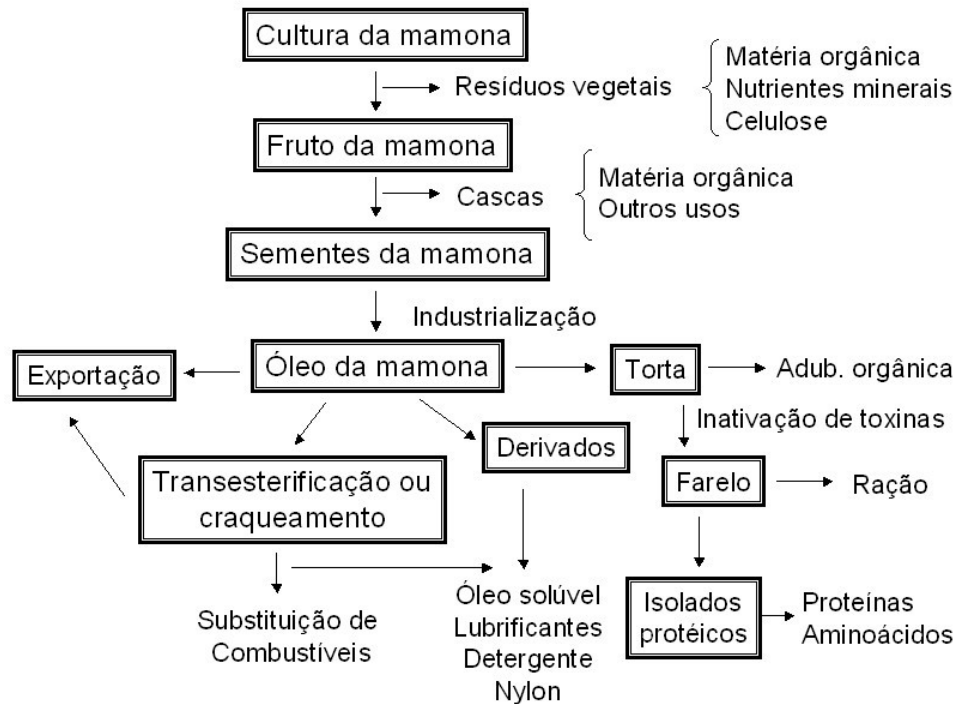 Cultura da mamona
Resíduos vegetais
Matéria orgânica
Nutrientes minerais
Celulose
Fruto da mamona
Cascas
Matéria orgânica
Outros usos
Sementes da mamona
Industrialização
Exportação
Óleo da mamona
Torta
Adub. orgânica
Inativação de toxinas
Derivados
Transesterificação ou
craqueamento
Farelo
Ração
Substituição de
Combustíveis
Óleo solúvel
Lubrificantes
Detergente
Nylon
Isolados
protéicos
Proteínas
Aminoácidos